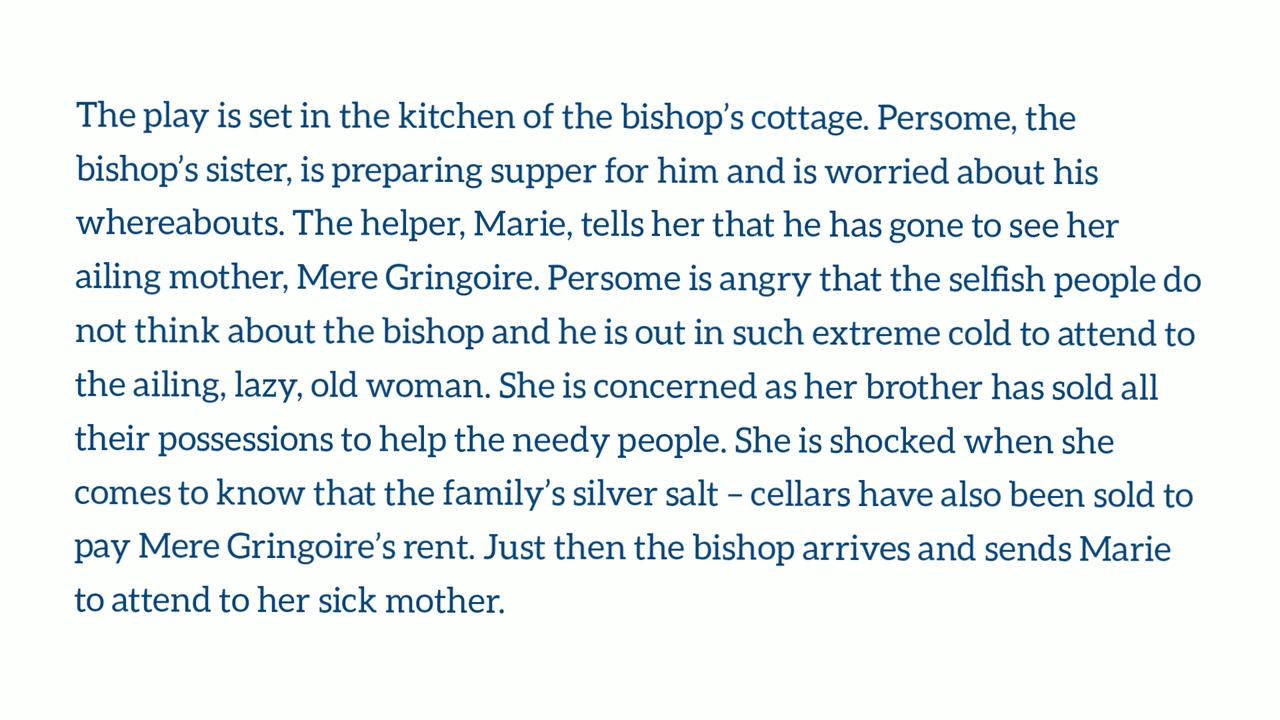 The play is set in the kitchen of the bishop’s cottage. Persome, the
bishop’s sister, is preparing supper for him and is worried about his
whereabouts. The helper, Marie, tells her that he has gone to see her
ailing mother, Mere Gringoire. Persome is angry that the selfish people do
not think about the bishop and he is out in such extreme cold to attend to
the ailing, lazy, old woman. She is concerned as her brother has sold all
their possessions to help the needy people. She is shocked when she
comes to know that the family’s silver salt – cellars have also been sold to
pay Mere Gringoire’s rent. Just then the bishop arrives and sends Marie
to attend to her sick mother.